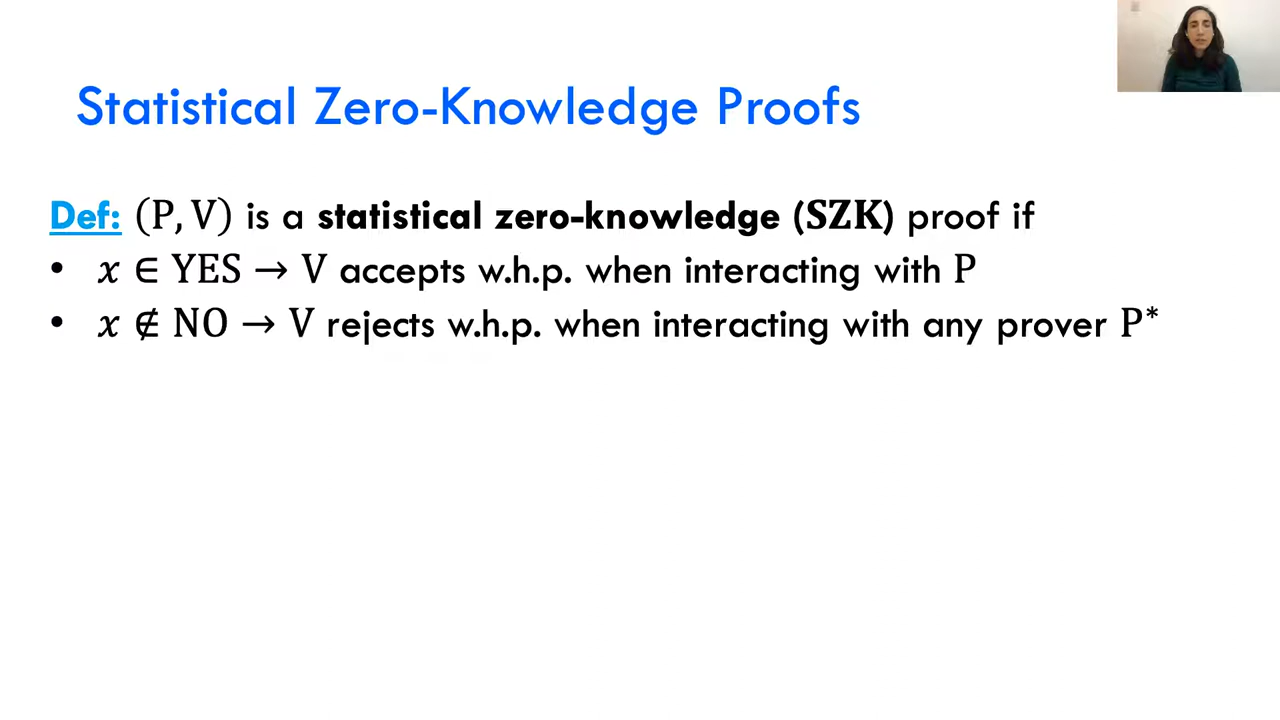 Statistical Zero-Knowledge Proofs
Def: (P, V) is a statistical zero-knowledge (SZK) proof if
• x ∈ YES → V accepts w.h.p. when interacting with P
• x ∉ NO → V rejects w.h.p. when interacting with any prover P*